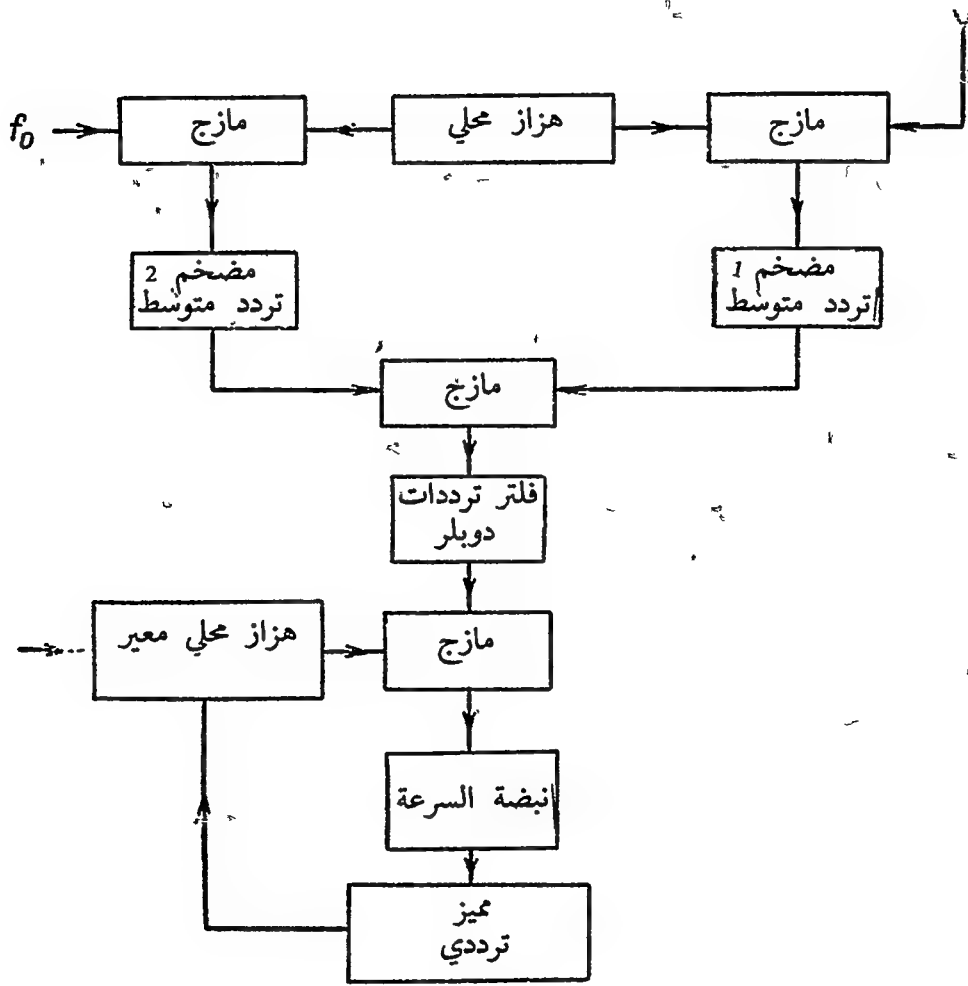 مازج
هزاز محلي
مازج
f₀
مضخم 1
تردد متوسط
مضخم 2
تردد متوسط
مازج
فلتر ترددات
دوبلر
مازج
هزاز محلي معير
نبضة السرعة
مميز
ترددي